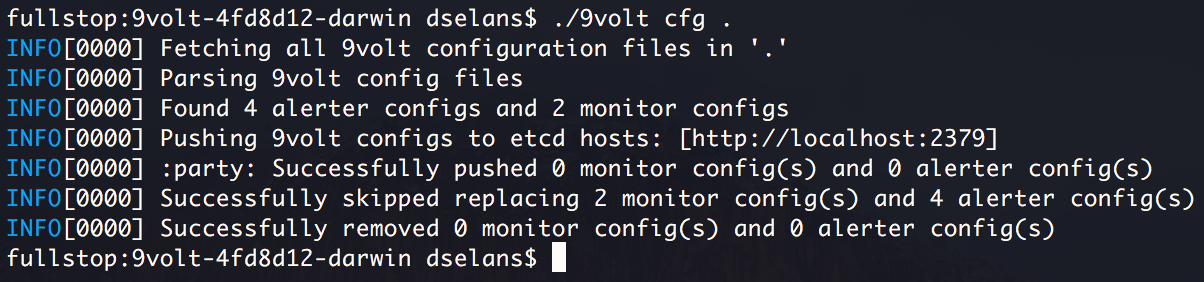 fullstop:9volt-4fd8d12-darwin dselans$ ./9volt cfg .
INFO[0000] Fetching all 9volt configuration files in '.'
INFO[0000] Parsing 9volt config files
INFO[0000] Found 4 alerter configs and 2 monitor configs
INFO[0000] Pushing 9volt configs to etcd hosts: [http://localhost:2379]
INFO[0000] :party: Successfully pushed 0 monitor config(s) and 0 alerter config(s)
INFO[0000] Successfully skipped replacing 2 monitor config(s) and 4 alerter config(s)
INFO[0000] Successfully removed 0 monitor config(s) and 0 alerter config(s)
fullstop:9volt-4fd8d12-darwin dselans$